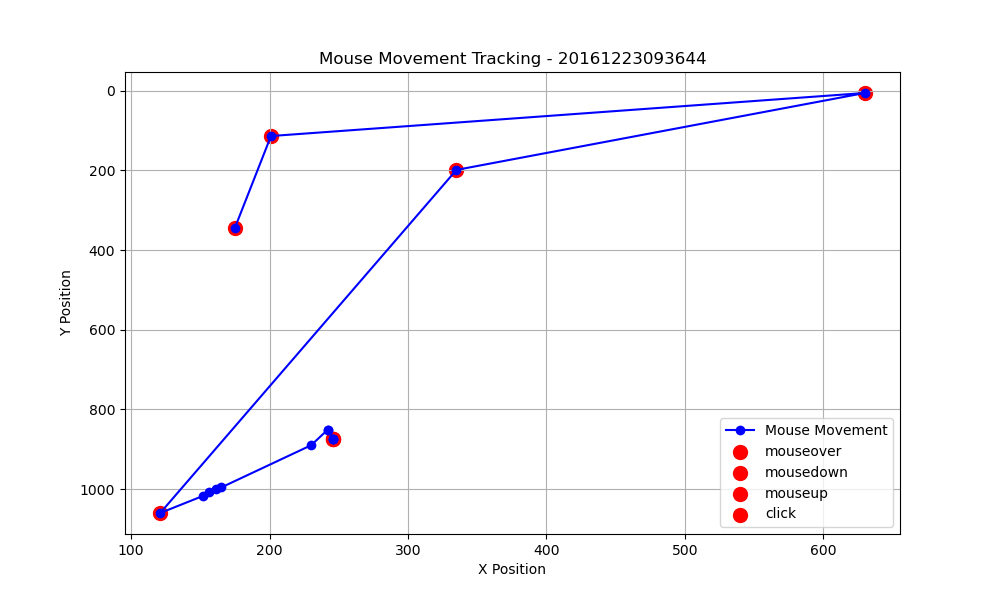 Mouse Movement Tracking - 20161223093644
0
200
400
600
800
1000
Y Position
100 200 300 400 500 600
X Position
Mouse Movement
mouseover
mousedown
mouseup
click